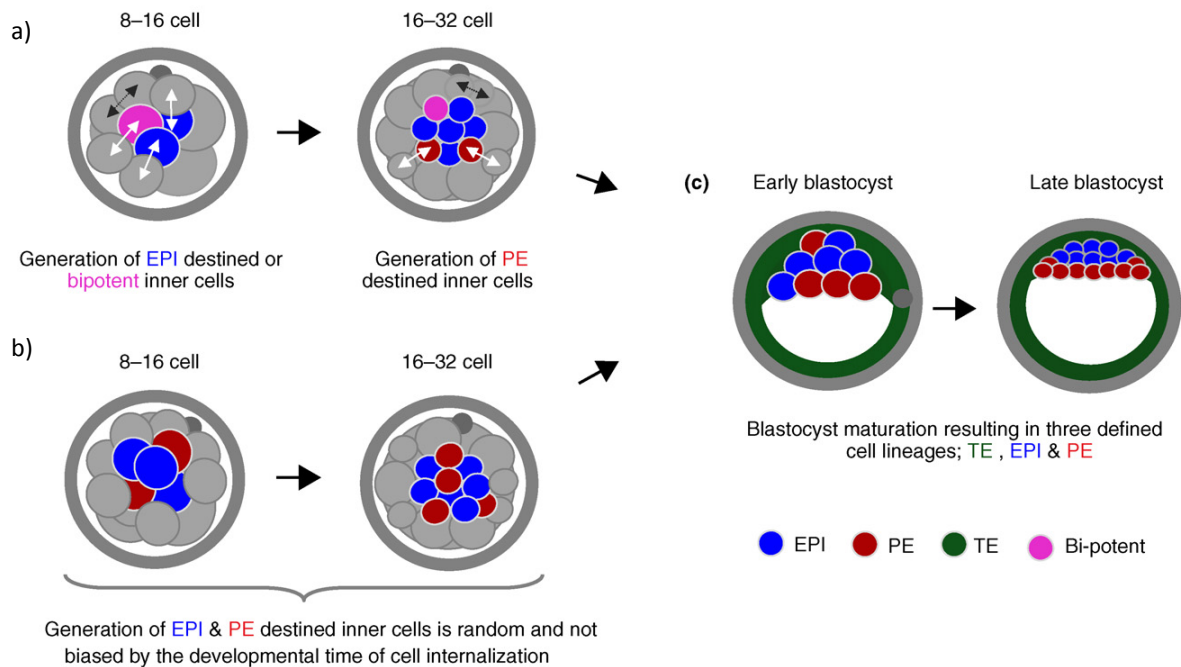 a)
8–16 cell
16–32 cell
Generation of EPI destined or
bipotent inner cells
Generation of PE
destined inner cells
b)
8–16 cell
16–32 cell
Generation of EPI & PE destined inner cells is random and not
biased by the developmental time of cell internalization
(c)
Early blastocyst
Late blastocyst
Blastocyst maturation resulting in three defined
cell lineages; TE , EPI & PE
EPI
PE
TE
Bi-potent